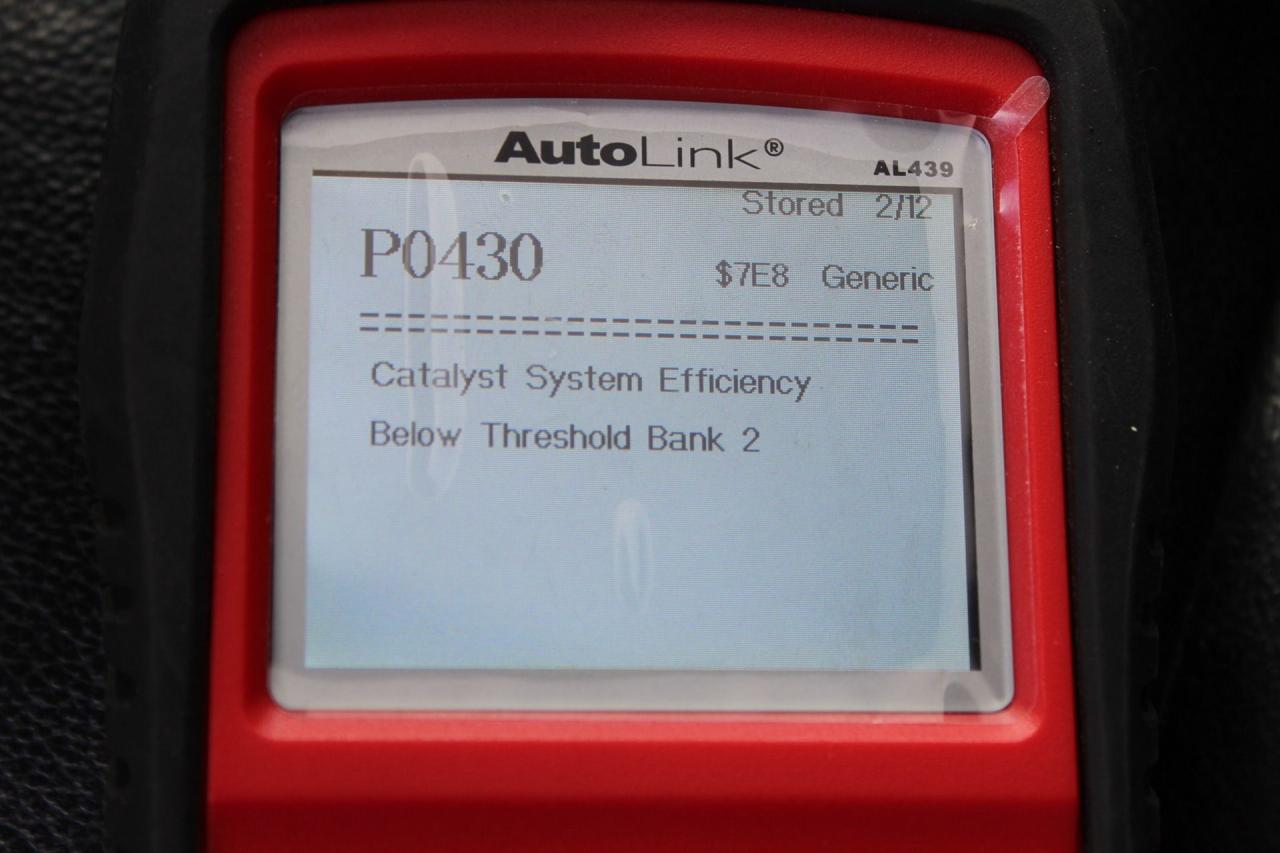 AutoLink®
AL439
Stored 2/12
P0430 $7E8 Generic
==========================
Catalyst System Efficiency
Below Threshold Bank 2